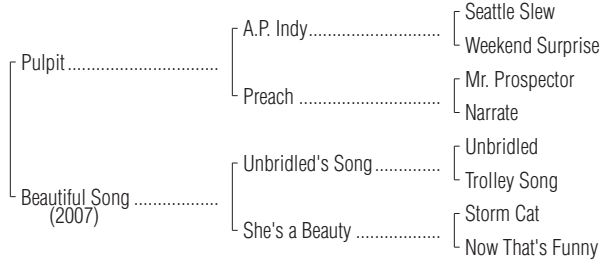 Seattle Slew
A.P. Indy..............................
Weekend Surprise
Pulpit................................
Mr. Prospector
Preach ................................
Narrate
Unbridled
Unbridled's Song..............
Trolley Song
Beautiful Song ..................
(2007)
Storm Cat
She's a Beauty ..................
Now That's Funny